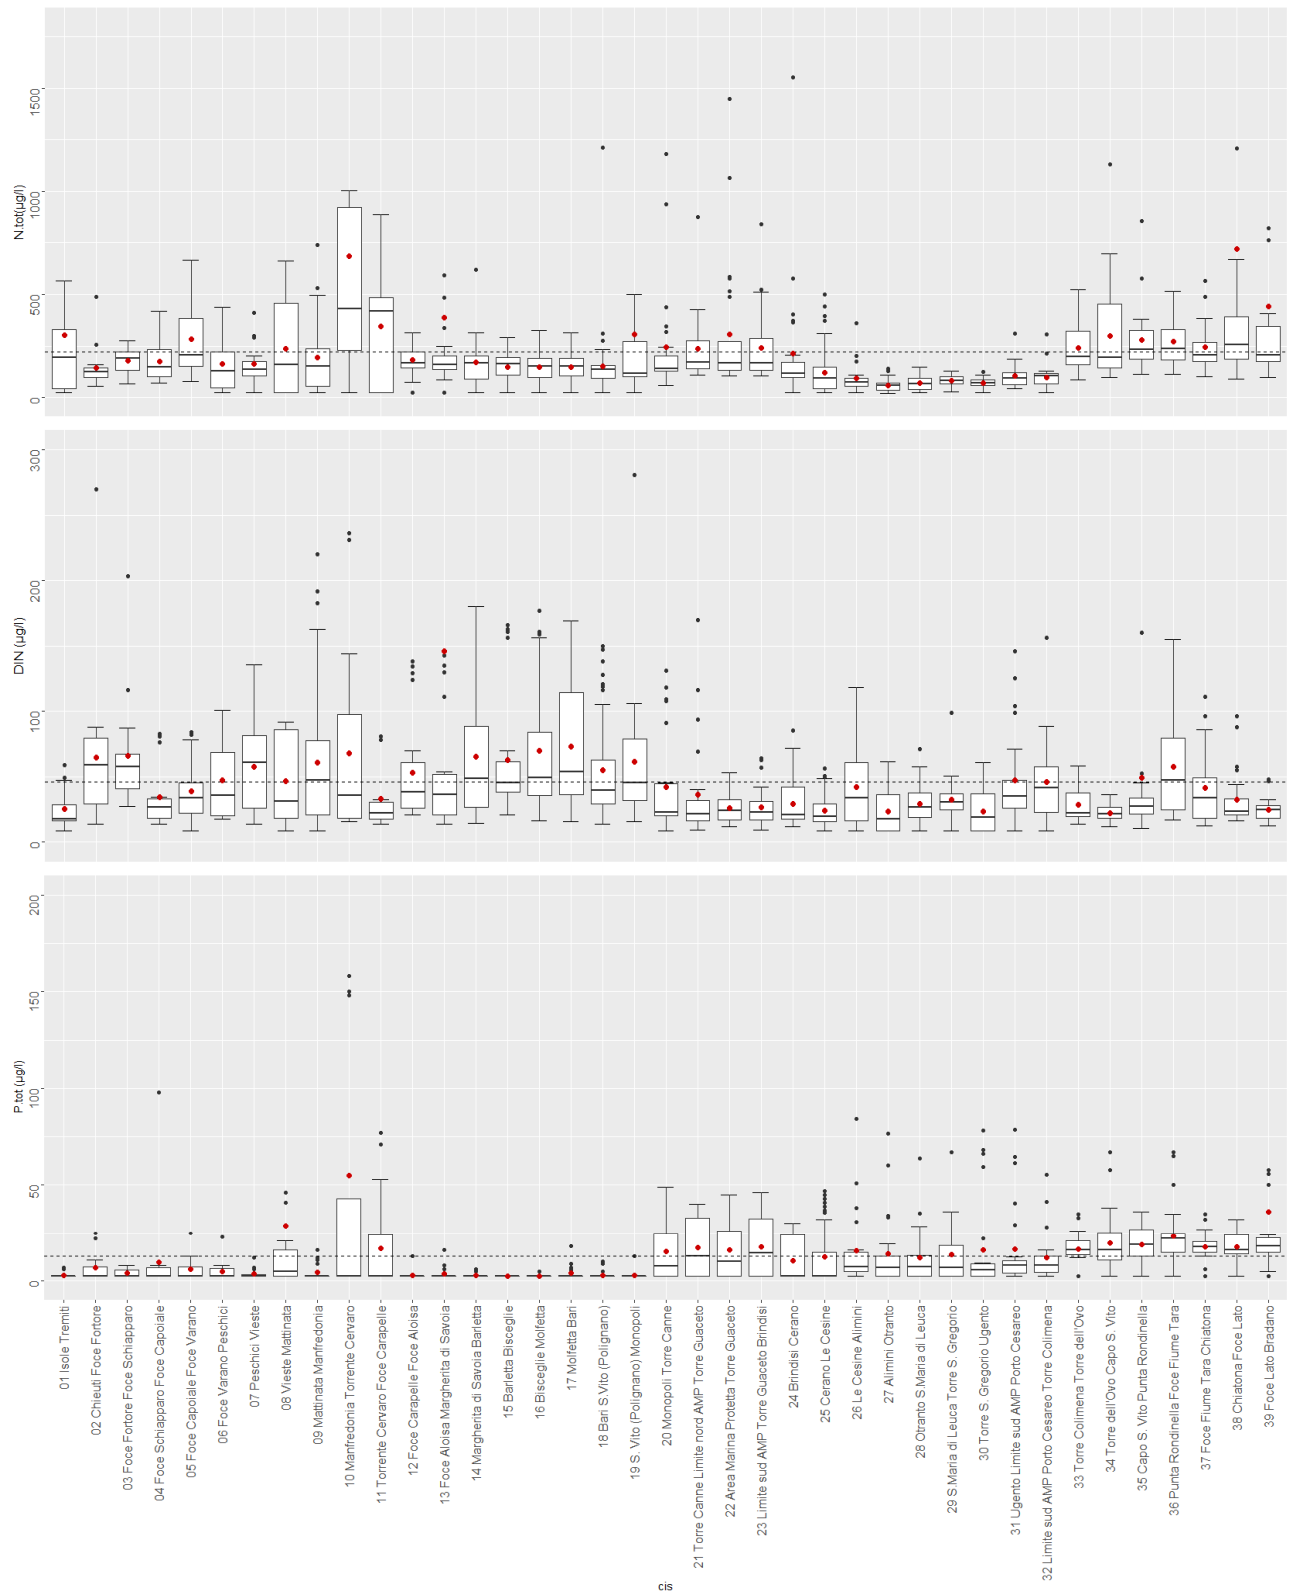 N.tot(µg/l)
1500
1000
500
0
DIN (µg/l)
300
200
100
0
P.tot (µg/l)
200
150
100
50
0
01 Isole Tremiti
02 Chieuti Foce Fortore
03 Foce Fortore Foce Schiapparo
04 Foce Schiapparo Foce Capoiale
05 Foce Capoiale Foce Varano
06 Foce Varano Peschici
07 Peschici Vieste
08 Vieste Mattinata
09 Mattinata Manfredonia
10 Manfredonia Torrente Cervaro
11 Torrente Cervaro Foce Carapelle
12 Foce Carapelle Foce Aloisa
13 Foce Aloisa Margherita di Savoia
14 Margherita di Savoia Barletta
15 Barletta Bisceglie
16 Bisceglie Molfetta
17 Molfetta Bari
18 Bari S.Vito (Polignano)
19 S. Vito (Polignano) Monopoli
20 Monopoli Torre Canne
21 Torre Canne Limite nord AMP Torre Guaceto
22 Area Marina Protetta Torre Guaceto
23 Limite sud AMP Torre Guaceto Brindisi
24 Brindisi Cerano
25 Cerano Le Cesine
26 Le Cesine Alimini
27 Alimini Otranto
28 Otranto S.Maria di Leuca
29 S.Maria di Leuca Torre S. Gregorio
30 Torre S. Gregorio Ugento
31 Ugento Limite sud AMP Porto Cesareo
32 Limite sud AMP Porto Cesareo Torre Colimena
33 Torre Colimena Torre dell'Ovo
34 Torre dell'Ovo Capo S. Vito
35 Capo S. Vito Punta Rondinella
36 Punta Rondinella Foce Fiume Tara
37 Foce Fiume Tara Chiatona
38 Chiatona Foce Lato
39 Foce Lato Bradano
cis